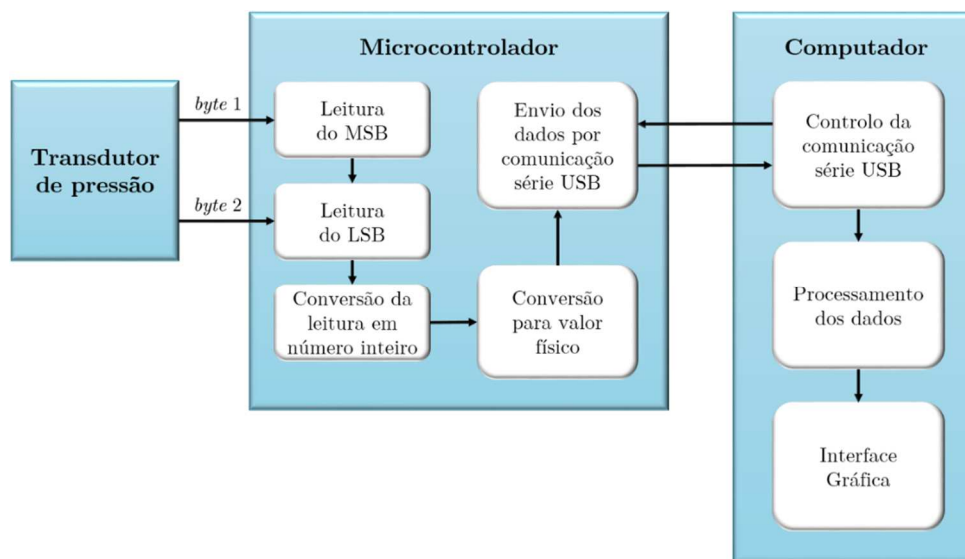 Transdutor
de pressão
byte 1
byte 2
Microcontrolador
Leitura
do MSB
Leitura
do LSB
Conversão da
leitura em
número inteiro
Conversão
para valor
físico
Envio dos
dados por
comunicação
série USB
Computador
Controlo da
comunicação
série USB
Processamento
dos dados
Interface
Gráfica